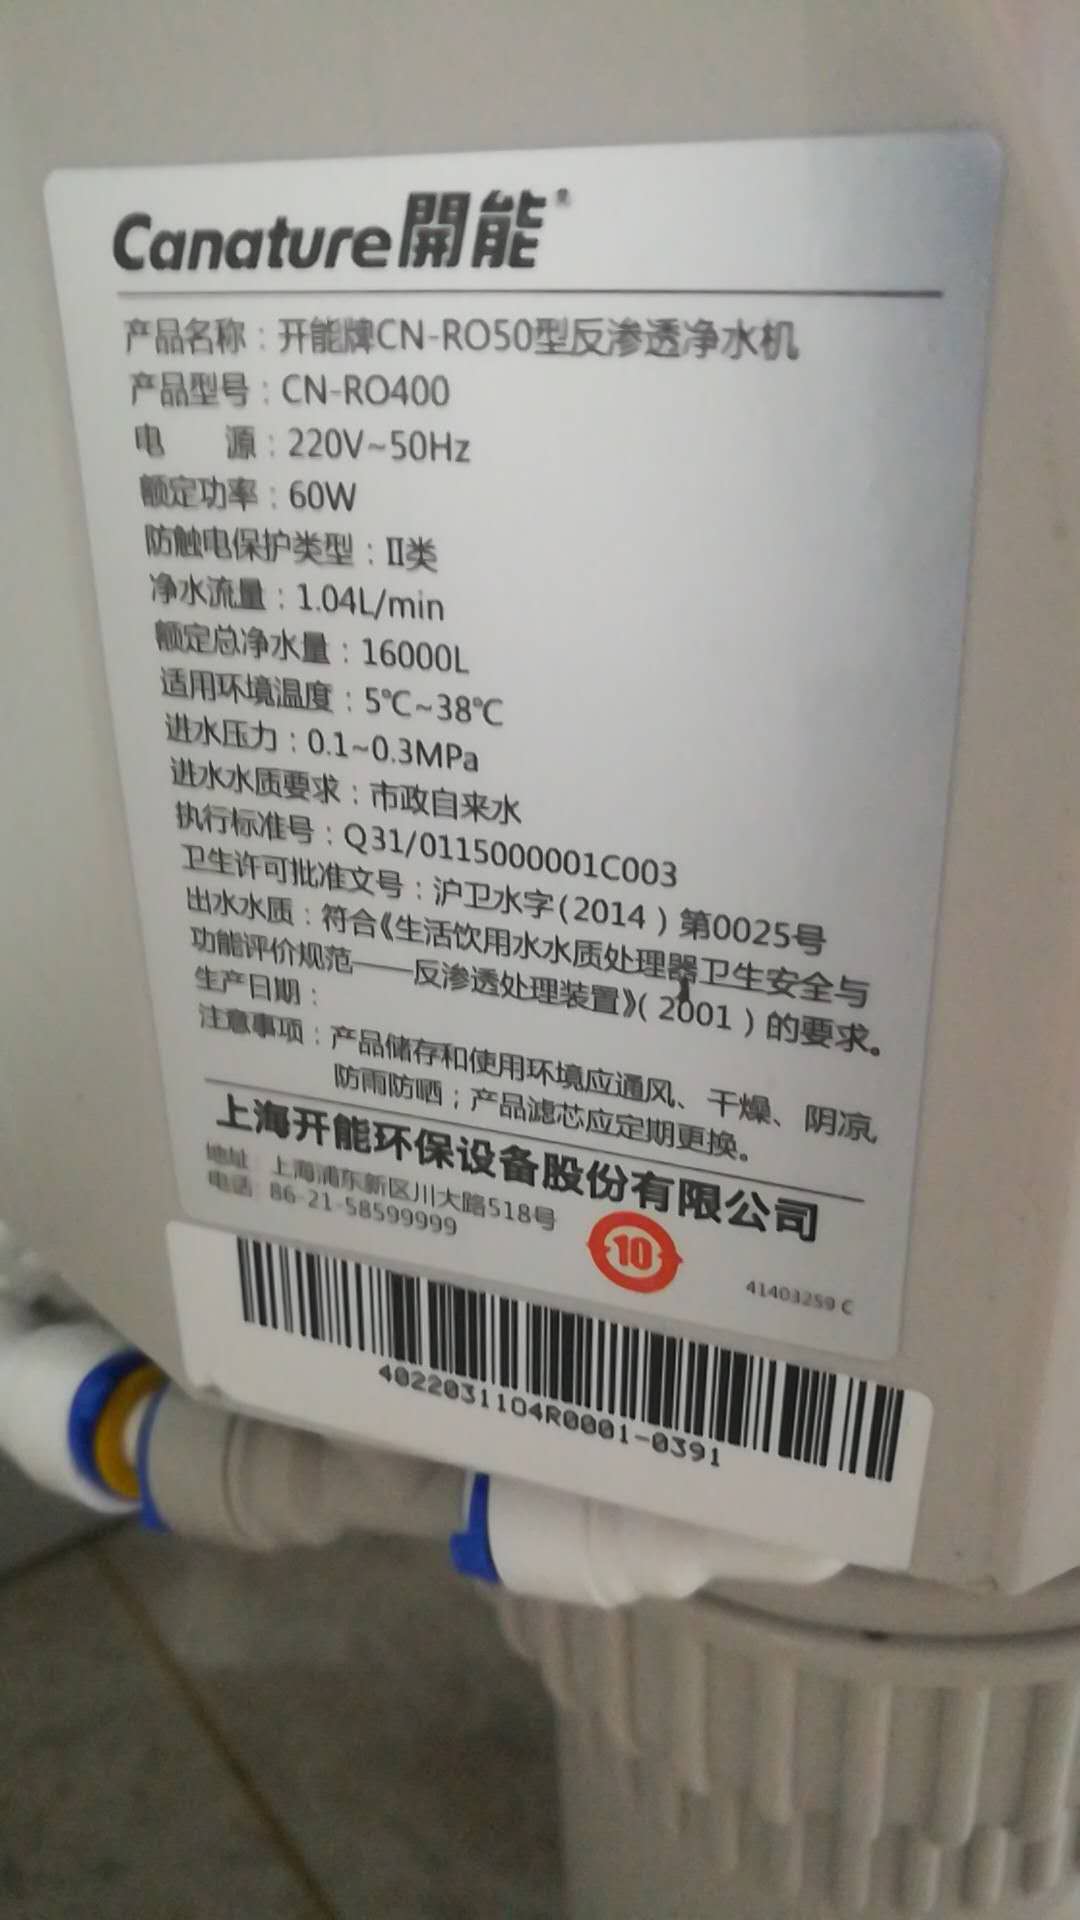 Canature開能®
产品名称：开能牌CN-RO50型反渗透净水机
产品型号：CN-RO400
电 源：220V~50Hz
额定功率：60W
防触电保护类型：II类
净水流量：1.04L/min
额定总净水量：16000L
适用环境温度：5℃~38℃
进水压力：0.1~0.3MPa
进水水质要求：市政自来水
执行标准号：Q31/0115000001C003
卫生许可批准文号：沪卫水字(2014)第0025号
出水水质：符合《生活饮用水水质处理器卫生安全与
功能评价规范——反渗透处理装置》(2001)的要求。
生产日期：
注意事项：产品储存和使用环境应通风、干燥、阴凉,
防雨防晒；产品滤芯应定期更换。
上海开能环保设备股份有限公司
地址 上海浦东新区川大路518号
电话 86-21-58599999
10
41403259 C
4022031104R0001-0391